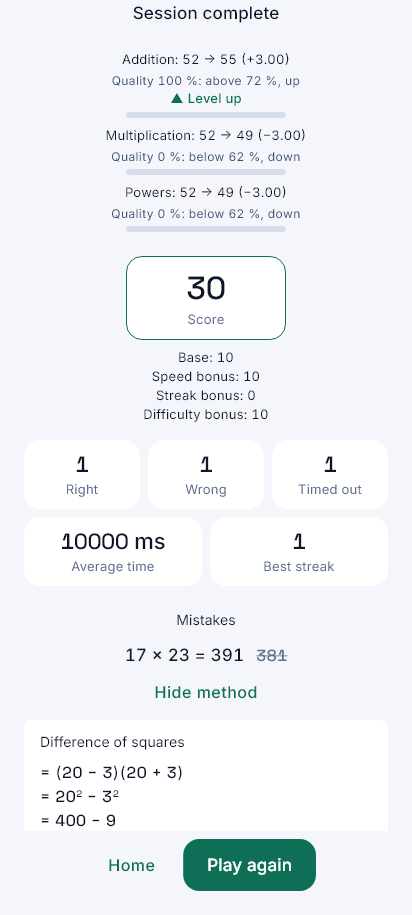 Session complete
Addition: 52 → 55 (+3.00)
Quality 100 %: above 72 %, up
▲ Level up
Multiplication: 52 → 49 (−3.00)
Quality 0 %: below 62 %, down
Powers: 52 → 49 (−3.00)
Quality 0 %: below 62 %, down
30
Score
Base: 10
Speed bonus: 10
Streak bonus: 0
Difficulty bonus: 10
1 1 1
Right Wrong Timed out
10000 ms 1
Average time Best streak
Mistakes
17 × 23 = 391 381
Hide method
Difference of squares
= (20 − 3)(20 + 3)
= 20² − 3²
= 400 − 9
Home Play again